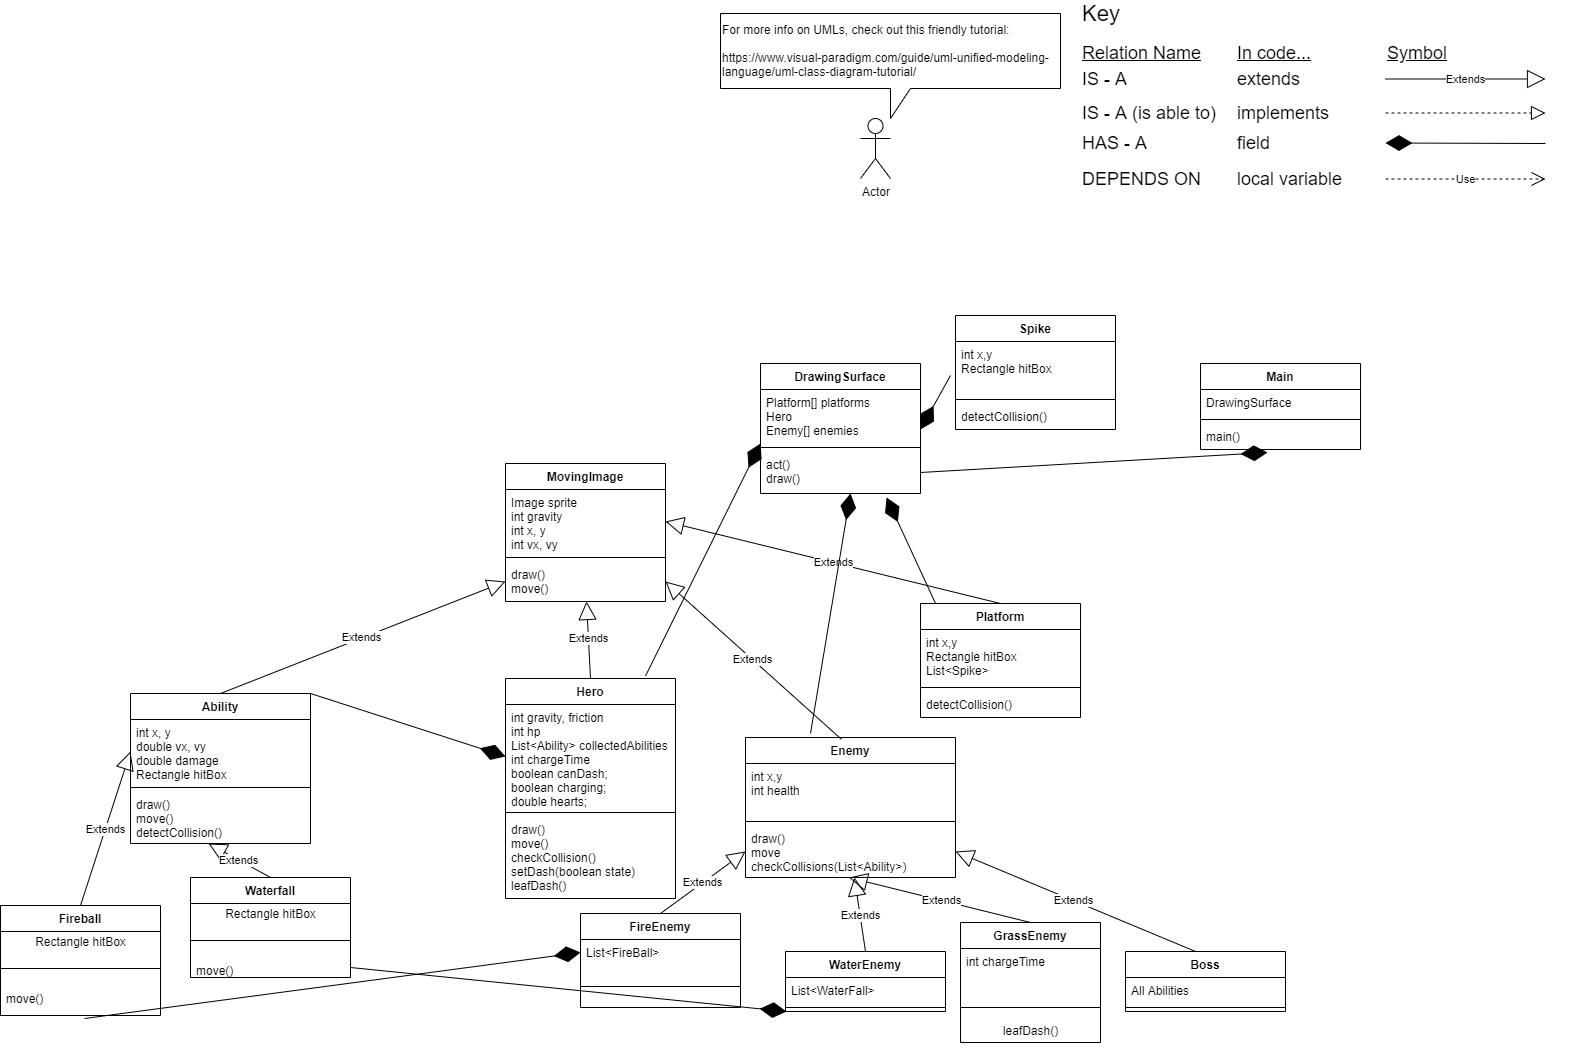 For more info on UMLs, check out this friendly tutorial:
https://www.visual-paradigm.com/guide/uml-unified-modeling-
language/uml-class-diagram-tutorial/
Actor
Key
Relation Name In code... Symbol
IS - A extends Extends
IS - A (is able to) implements
HAS - A field
DEPENDS ON local variable Use
Spike
int x,y
Rectangle hitBox
detectCollision()
DrawingSurface
Platform[] platforms
Hero
Enemy[] enemies
act()
draw()
Main
DrawingSurface
main()
MovingImage
Image sprite
int gravity
int x, y
int vx, vy
draw()
move()
Extends
Extends
Extends
Extends
Platform
int x,y
Rectangle hitBox
List<Spike>
detectCollision()
Ability
int x, y
double vx, vy
double damage
Rectangle hitBox
draw()
move()
detectCollision()
Hero
int gravity, friction
int hp
List<Ability> collectedAbilities
int chargeTime
boolean canDash;
boolean charging;
double hearts;
draw()
move()
checkCollision()
setDash(boolean state)
leafDash()
Enemy
int x,y
int health
draw()
move
checkCollisions(List<Ability>)
Extends
Extends
Extends
Extends
Extends
Extends
Fireball
Rectangle hitBox
move()
Waterfall
Rectangle hitBox
move()
FireEnemy
List<FireBall>
WaterEnemy
List<WaterFall>
GrassEnemy
int chargeTime
leafDash()
Boss
All Abilities